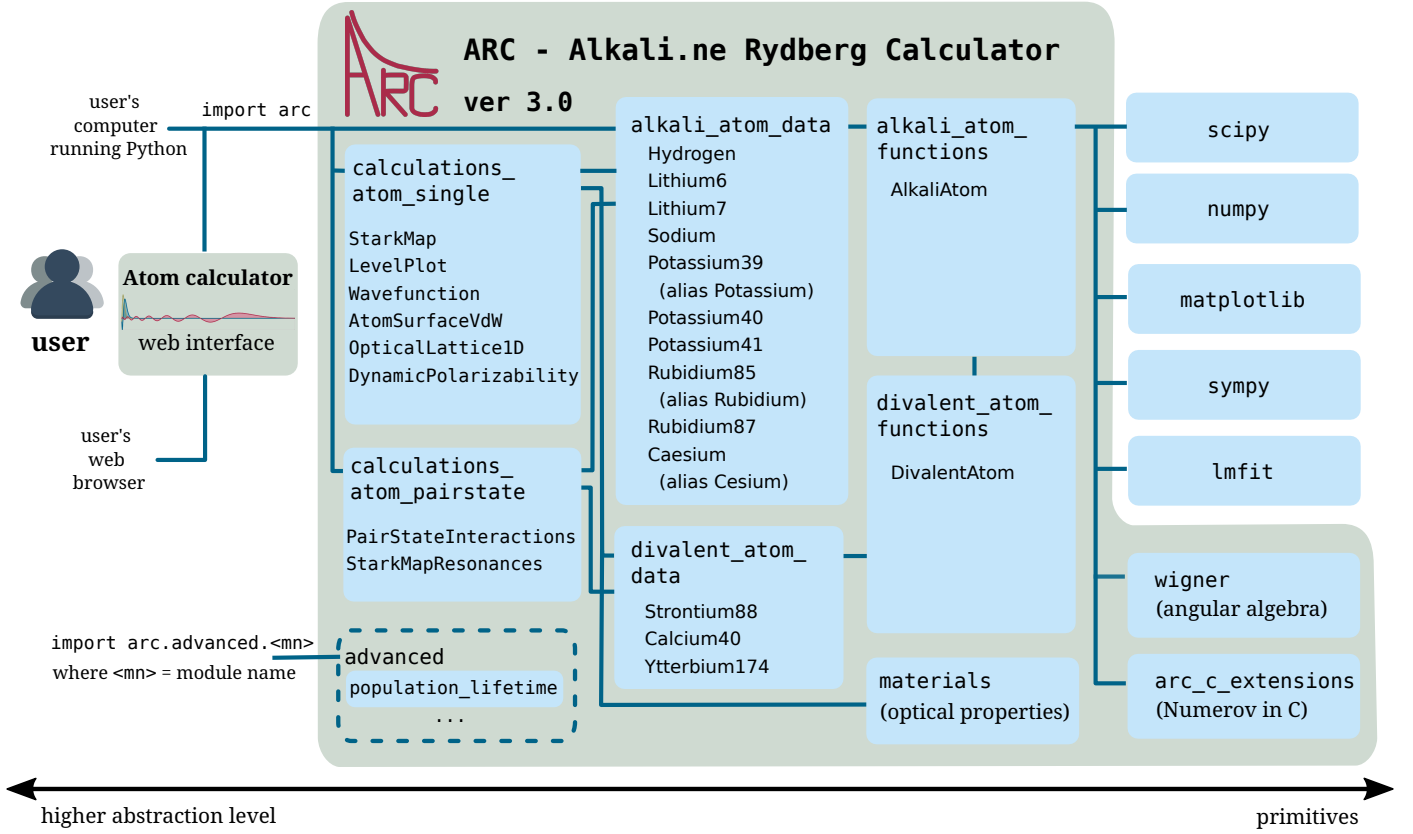 ARC
ARC - Alkali.ne Rydberg Calculator
ver 3.0
user's
computer
running Python
import arc
user
Atom calculator
web interface
user's
web
browser
import arc.advanced.<mn>
where <mn> = module name
calculations_
atom_single
StarkMap
LevelPlot
Wavefunction
AtomSurfaceVdW
OpticalLattice1D
DynamicPolarizability
calculations_
atom_pairstate
PairStateInteractions
StarkMapResonances
advanced
population_lifetime
...
alkali_atom_data
Hydrogen
Lithium6
Lithium7
Sodium
Potassium39
(alias Potassium)
Potassium40
Potassium41
Rubidium85
(alias Rubidium)
Rubidium87
Caesium
(alias Cesium)
divalent_atom_
data
Strontium88
Calcium40
Ytterbium174
alkali_atom_
functions
AlkaliAtom
divalent_atom_
functions
DivalentAtom
materials
(optical properties)
scipy
numpy
matplotlib
sympy
lmfit
wigner
(angular algebra)
arc_c_extensions
(Numerov in C)
higher abstraction level
primitives